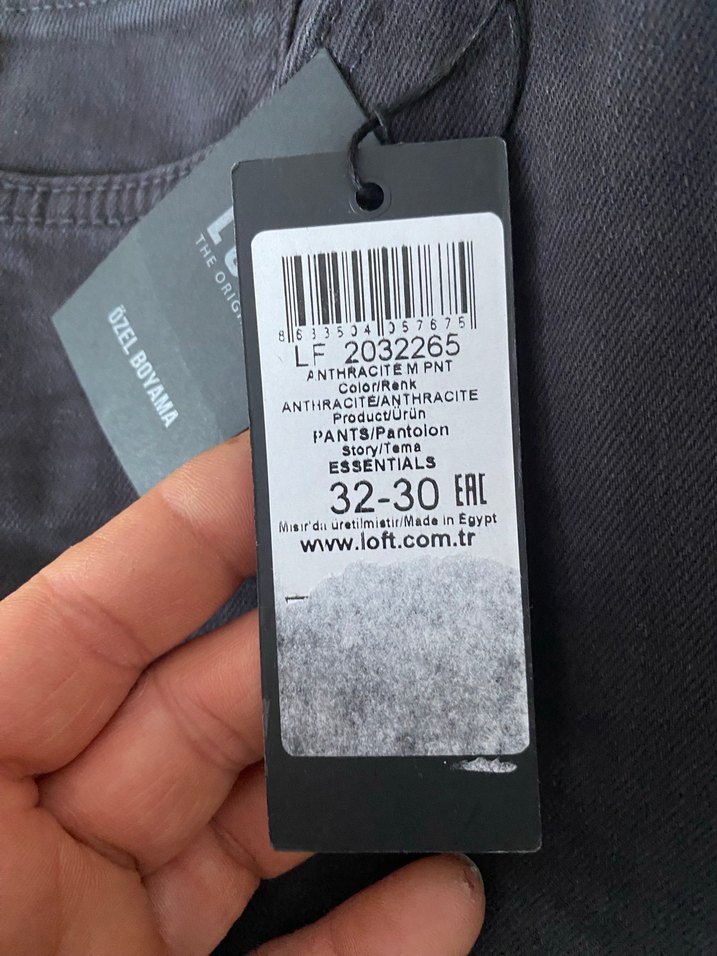 8 683504 057675
LF 2032265
ANTHRACITE M PNT
Color/Renk
ANTHRACITE/ANTHRACITE
Product/Ürün
PANTS/Pantolon
Story/Tema
ESSENTIALS
32-30 EAC
Mısır'da üretilmiştir/Made in Egypt
www.loft.com.tr
THE
ÖZEL BOYAMA